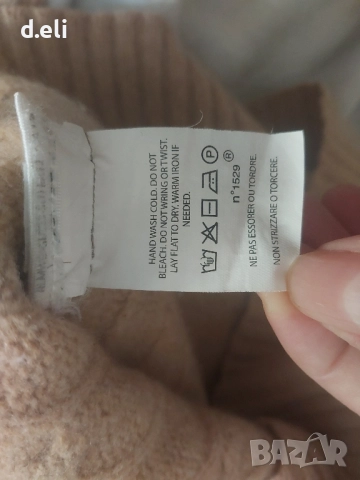 d.eli
HAND WASH COLD. DO NOT
BLEACH. DO NOT WRING OR TWIST.
LAY FLAT TO DRY. WARM IRON IF
NEEDED.
P ®
n°1529
NE PAS ESSORER OU TORDRE.
NON STRIZZARE O TORCERE.
BAZAR